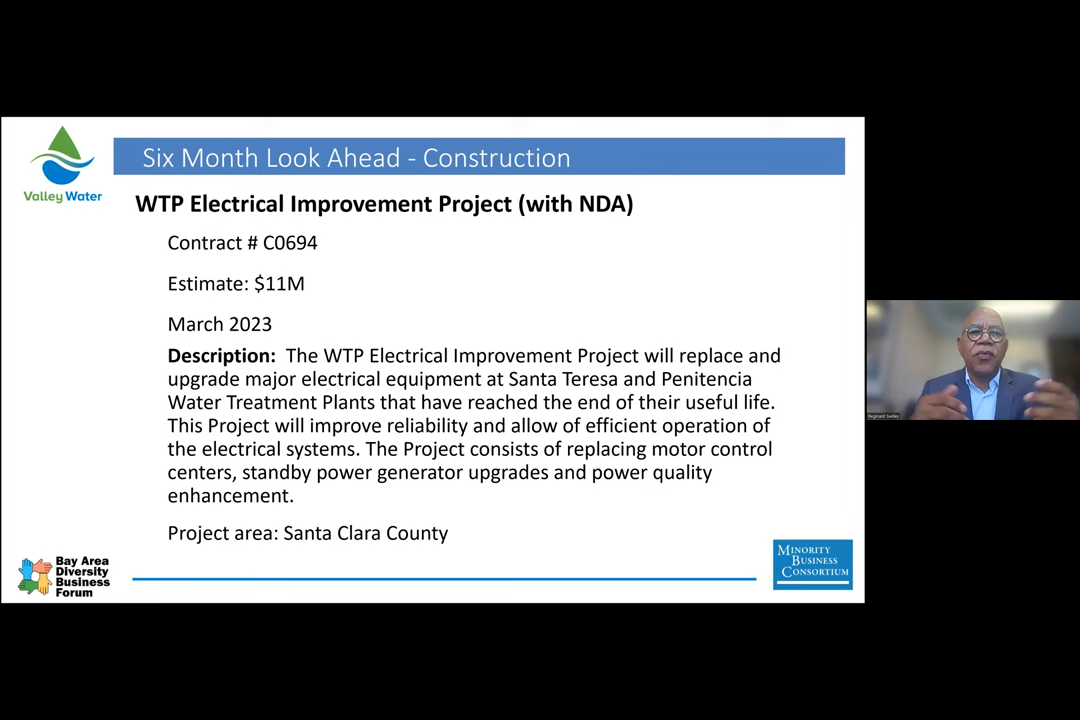 Six Month Look Ahead - Construction
Valley Water
WTP Electrical Improvement Project (with NDA)
Contract # C0694
Estimate: $11M
March 2023
Description: The WTP Electrical Improvement Project will replace and
upgrade major electrical equipment at Santa Teresa and Penitencia
Water Treatment Plants that have reached the end of their useful life.
This Project will improve reliability and allow of efficient operation of
the electrical systems. The Project consists of replacing motor control
centers, standby power generator upgrades and power quality
enhancement.
Project area: Santa Clara County
Bay Area
Diversity
Business
Forum
MINORITY
BUSINESS
CONSORTIUM
Reginald Swilley